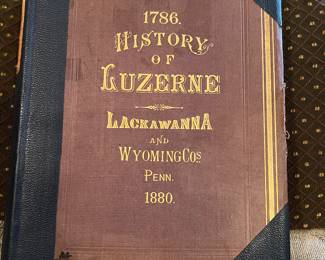 1786.
HISTORY
OF
LUZERNE
LACKAWANNA
AND
WYOMING COS.
PENN.
1880.